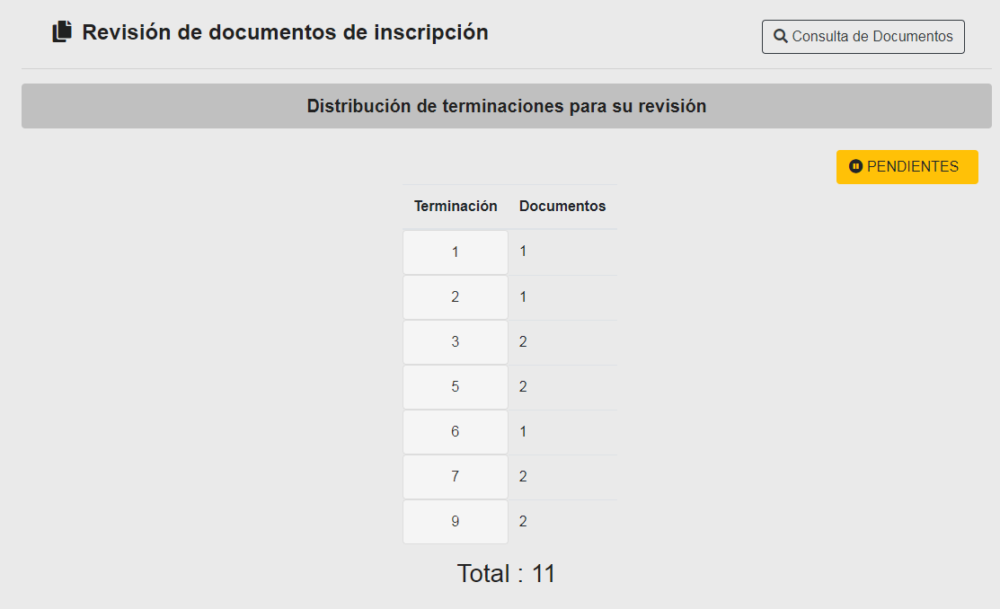 Revisión de documentos de inscripción
Consulta de Documentos
Distribución de terminaciones para su revisión
PENDIENTES
Terminación Documentos
1 1
2 1
3 2
5 2
6 1
7 2
9 2
Total : 11